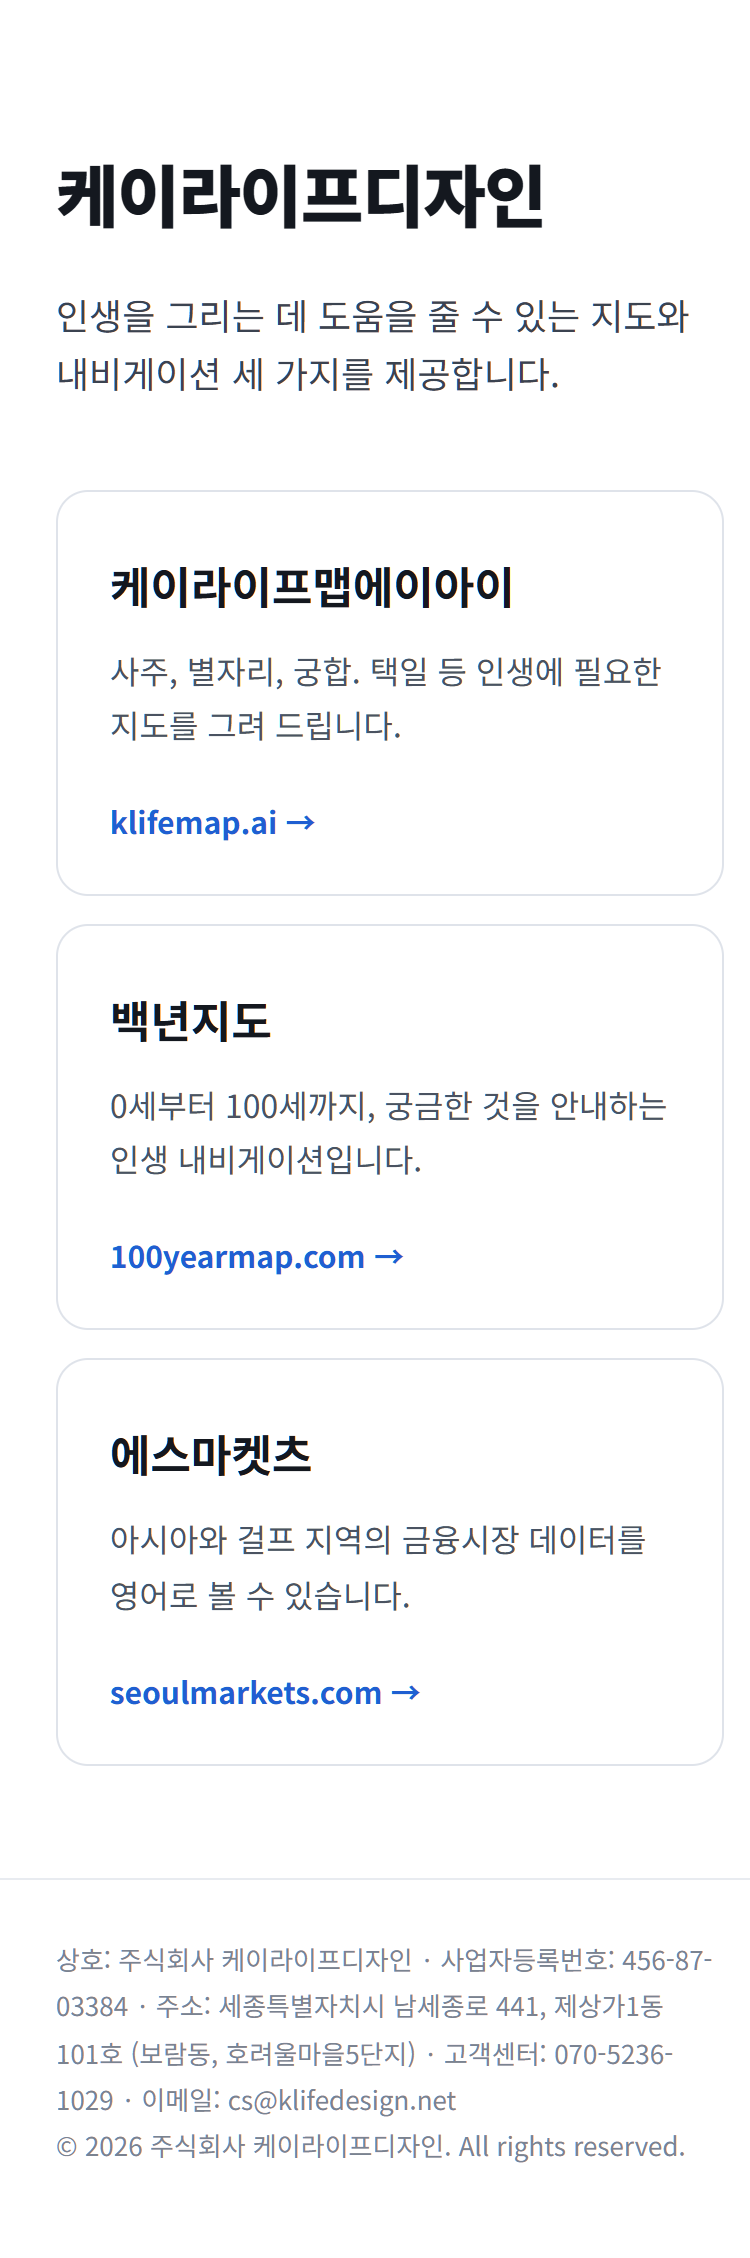 케이라이프디자인
인생을 그리는 데 도움을 줄 수 있는 지도와
내비게이션 세 가지를 제공합니다.
케이라이프맵에이아이
사주, 별자리, 궁합. 택일 등 인생에 필요한
지도를 그려 드립니다.
klifemap.ai →
백년지도
0세부터 100세까지, 궁금한 것을 안내하는
인생 내비게이션입니다.
100yearmap.com →
에스마켓츠
아시아와 걸프 지역의 금융시장 데이터를
영어로 볼 수 있습니다.
seoulmarkets.com →
상호: 주식회사 케이라이프디자인 · 사업자등록번호: 456-87-
03384 · 주소: 세종특별자치시 남세종로 441, 제상가1동
101호 (보람동, 호려울마을5단지) · 고객센터: 070-5236-
1029 · 이메일: cs@klifedesign.net
© 2026 주식회사 케이라이프디자인. All rights reserved.